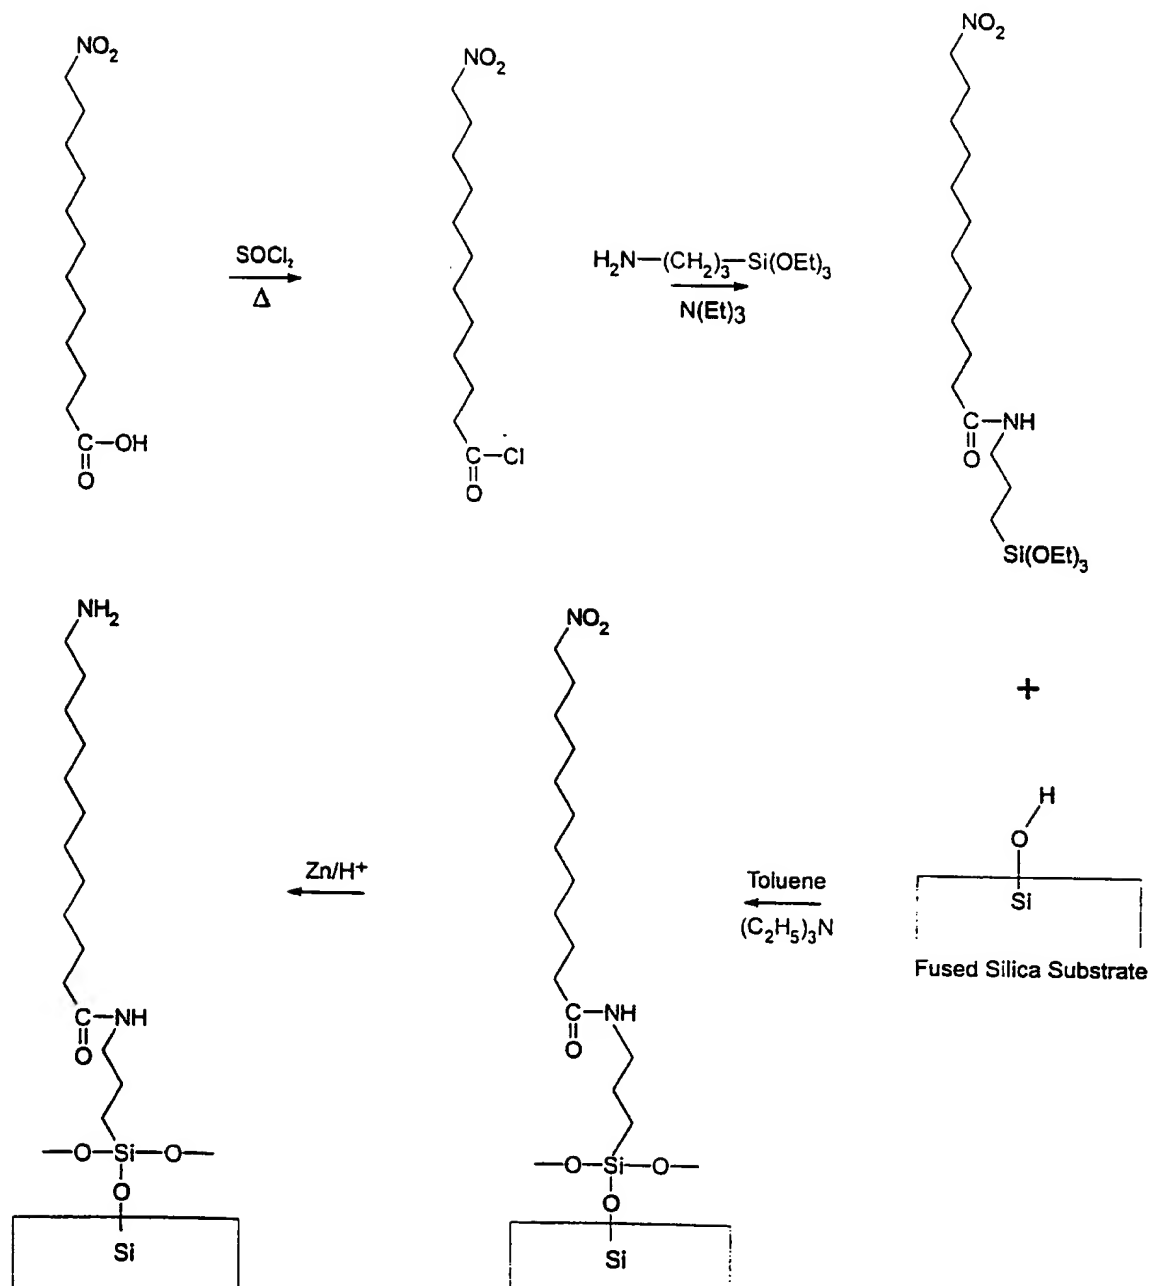 NO₂
SOCl₂
Δ
C–OH
O
NO₂
C–Cl
O
H₂N–(CH₂)₃–Si(OEt)₃
N(Et)₃
NO₂
C–NH
O
Si(OEt)₃
+
H
O
Si
Fused Silica Substrate
Toluene
(C₂H₅)₃N
NO₂
C–NH
O
–O–Si–O–
O
Si
Zn/H⁺
NH₂
C–NH
O
–O–Si–O–
O
Si